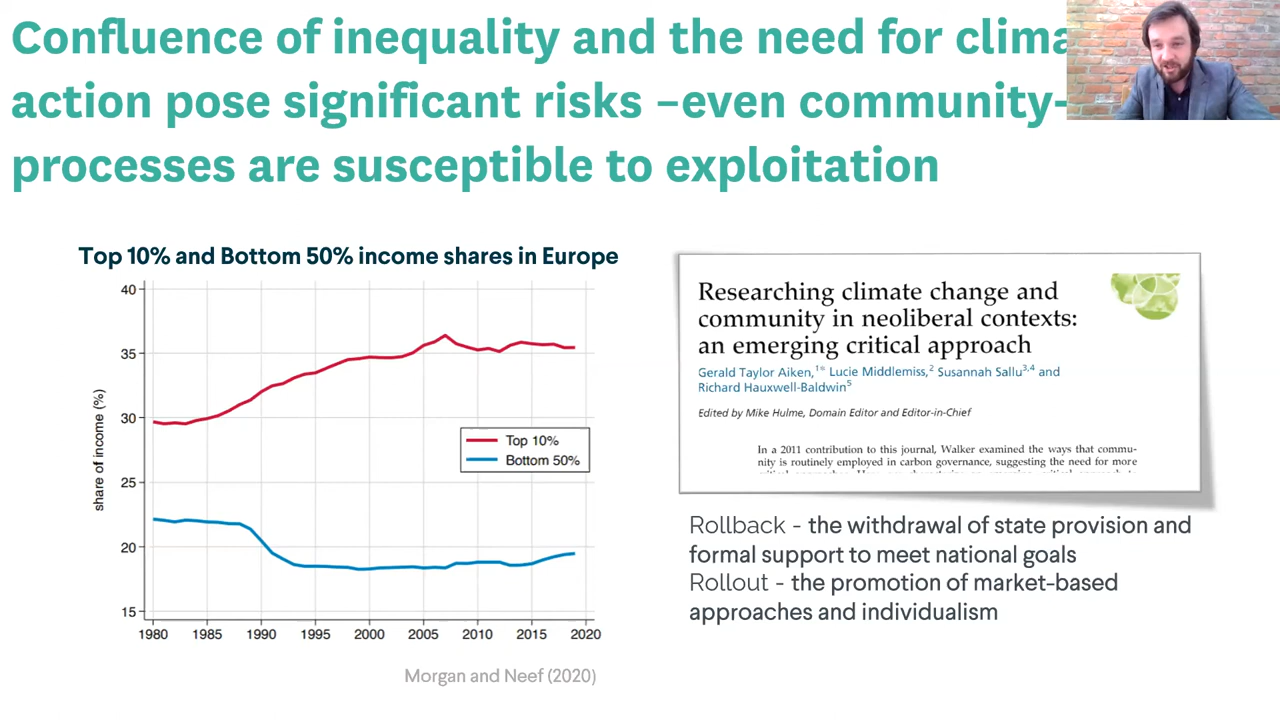 Confluence of inequality and the need for clima
action pose significant risks –even community-
processes are susceptible to exploitation
Top 10% and Bottom 50% income shares in Europe
40
35
30
25
20
15
share of income (%)
Top 10%
Bottom 50%
1980 1985 1990 1995 2000 2005 2010 2015 2020
Morgan and Neef (2020)
Researching climate change and
community in neoliberal contexts:
an emerging critical approach
Gerald Taylor Aiken,1* Lucie Middlemiss,2 Susannah Sallu3,4 and
Richard Hauxwell-Baldwin5
Edited by Mike Hulme, Domain Editor and Editor-in-Chief
In a 2011 contribution to this journal, Walker examined the ways that commu-
nity is routinely employed in carbon governance, suggesting the need for more
Rollback - the withdrawal of state provision and
formal support to meet national goals
Rollout - the promotion of market-based
approaches and individualism